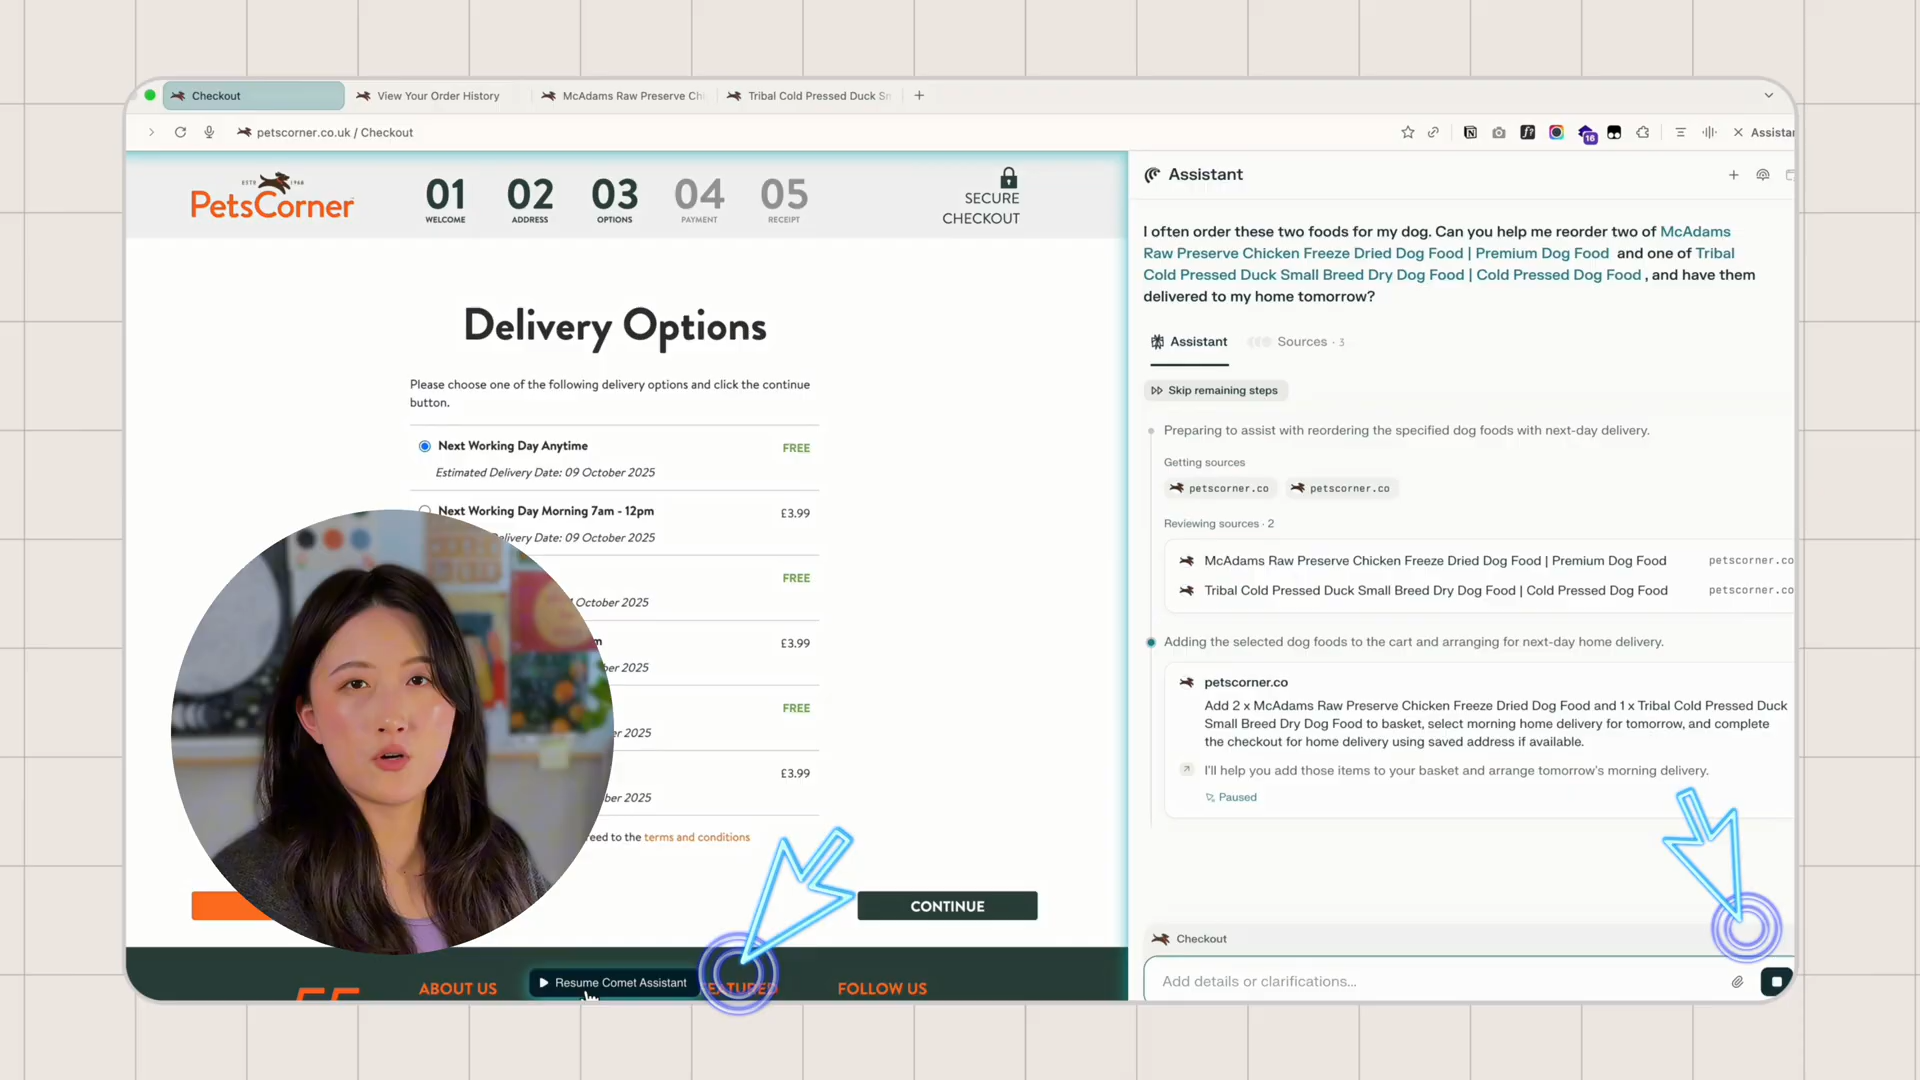 Checkout
View Your Order History
McAdams Raw Preserve Chi
Tribal Cold Pressed Duck Sm
petscorner.co.uk / Checkout
16
Assistan
ESTD 1968
PetsCorner
01 02 03 04 05
WELCOME ADDRESS OPTIONS PAYMENT RECEIPT
SECURE
CHECKOUT
Delivery Options
Please choose one of the following delivery options and click the continue
button.
Next Working Day Anytime FREE
Estimated Delivery Date: 09 October 2025
Next Working Day Morning 7am - 12pm £3.99
elivery Date: 09 October 2025
FREE
October 2025
m £3.99
ber 2025
FREE
er 2025
£3.99
ber 2025
reed to the terms and conditions
CONTINUE
ABOUT US
Resume Comet Assistant
FEATURED
FOLLOW US
Assistant
I often order these two foods for my dog. Can you help me reorder two of McAdams
Raw Preserve Chicken Freeze Dried Dog Food | Premium Dog Food and one of Tribal
Cold Pressed Duck Small Breed Dry Dog Food | Cold Pressed Dog Food , and have them
delivered to my home tomorrow?
Assistant
Sources · 3
Skip remaining steps
Preparing to assist with reordering the specified dog foods with next-day delivery.
Getting sources
petscorner.co petscorner.co
Reviewing sources · 2
McAdams Raw Preserve Chicken Freeze Dried Dog Food | Premium Dog Food petscorner.co
Tribal Cold Pressed Duck Small Breed Dry Dog Food | Cold Pressed Dog Food petscorner.co
Adding the selected dog foods to the cart and arranging for next-day home delivery.
petscorner.co
Add 2 x McAdams Raw Preserve Chicken Freeze Dried Dog Food and 1 x Tribal Cold Pressed Duck
Small Breed Dry Dog Food to basket, select morning home delivery for tomorrow, and complete
the checkout for home delivery using saved address if available.
I'll help you add those items to your basket and arrange tomorrow's morning delivery.
Paused
Checkout
Add details or clarifications...